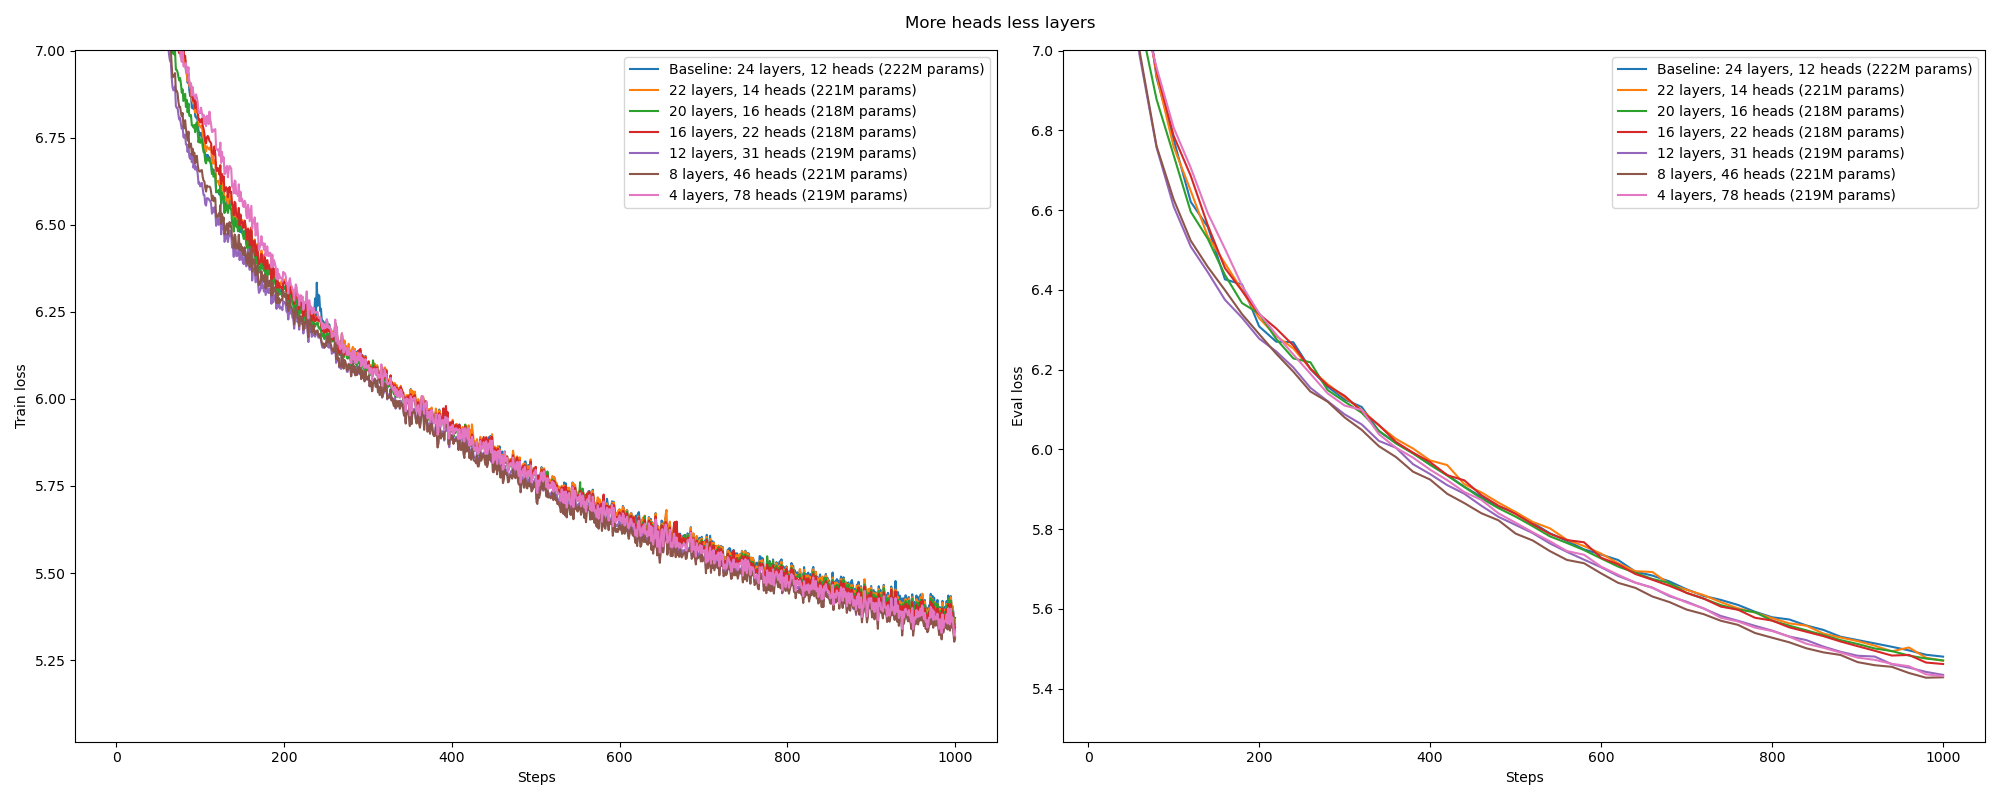 More heads less layers
7.00
6.75
6.50
6.25
6.00
5.75
5.50
5.25
Train loss
0
200
400
600
800
1000
Steps
Baseline: 24 layers, 12 heads (222M params)
22 layers, 14 heads (221M params)
20 layers, 16 heads (218M params)
16 layers, 22 heads (218M params)
12 layers, 31 heads (219M params)
8 layers, 46 heads (221M params)
4 layers, 78 heads (219M params)
7.0
6.8
6.6
6.4
6.2
6.0
5.8
5.6
5.4
Eval loss
0
200
400
600
800
1000
Steps
Baseline: 24 layers, 12 heads (222M params)
22 layers, 14 heads (221M params)
20 layers, 16 heads (218M params)
16 layers, 22 heads (218M params)
12 layers, 31 heads (219M params)
8 layers, 46 heads (221M params)
4 layers, 78 heads (219M params)